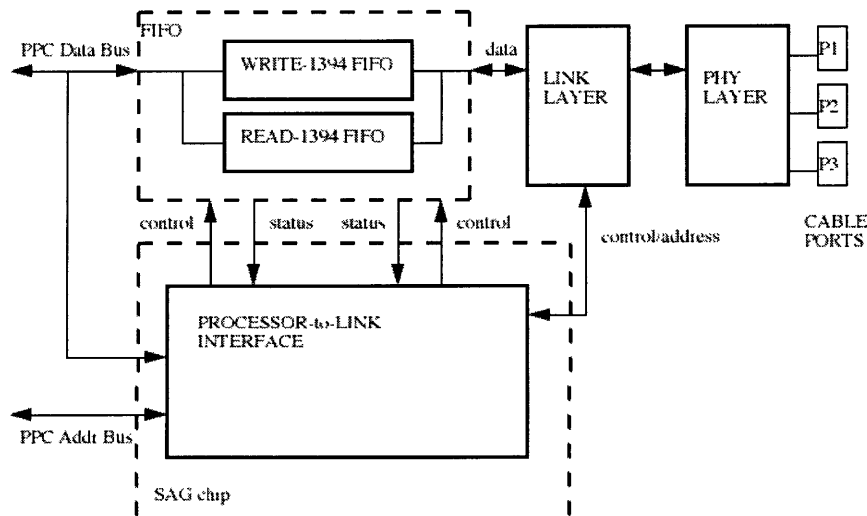 FIFO
PPC Data Bus
WRITE-1394 FIFO
data
LINK
LAYER
PHY
LAYER
P1
P2
P3
READ-1394 FIFO
control
status
status
control
CABLE
PORTS
control/address
PROCESSOR-to-LINK
INTERFACE
PPC Addr Bus
SAG chip